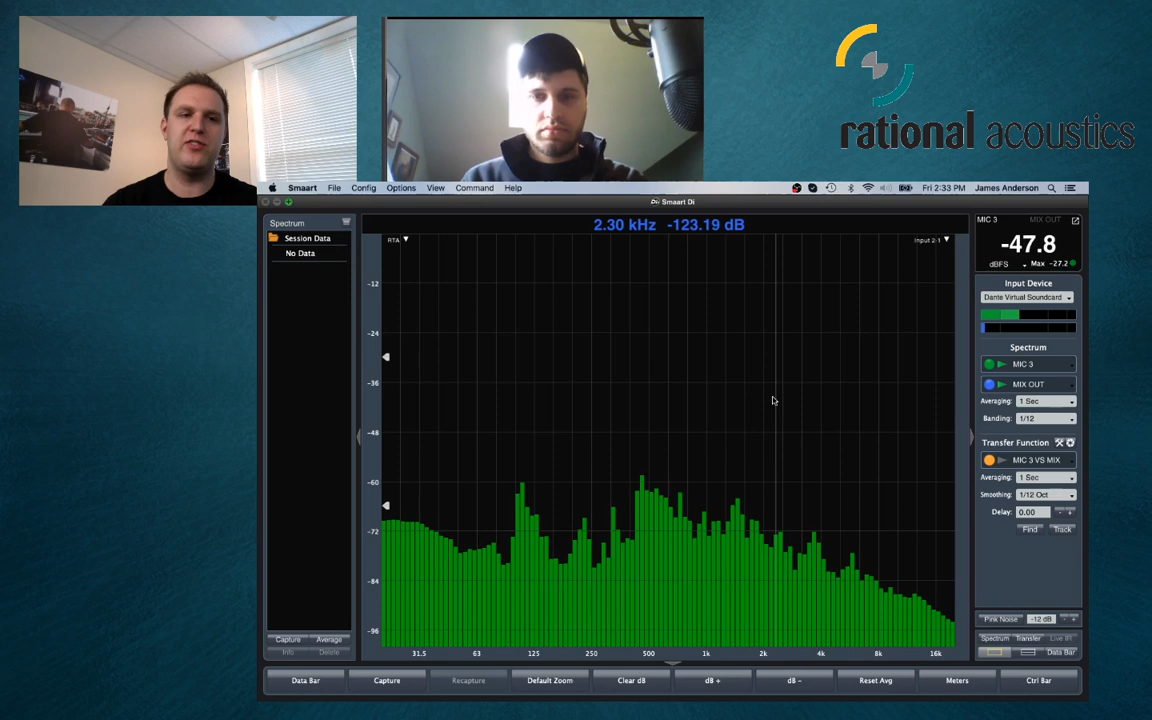 rational acoustics
Smaart File Config Options View Command Help
Fri 2:33 PM James Anderson
Di Smaart Di
Spectrum
Session Data
No Data
2.30 kHz -123.19 dB
RTA
Input 2-1
-12
-24
-36
-48
-60
-72
-84
-96
31.5 63 125 250 500 1k 2k 4k 8k 16k
MIC 3 MIX OUT
-47.8
dBFS Max -27.2
Input Device
Dante Virtual Soundcard
Spectrum
MIC 3
MIX OUT
Averaging: 1 Sec
Banding: 1/12
Transfer Function
MIC 3 VS MIX
Averaging: 1 Sec
Smoothing: 1/12 Oct
Delay: 0.00 - +
Find Track
Pink Noise -12 dB - +
Spectrum Transfer Live IR
Data Bar
Capture Average
Info Delete
Data Bar Capture Recapture Default Zoom Clear dB dB + dB - Reset Avg Meters Ctrl Bar